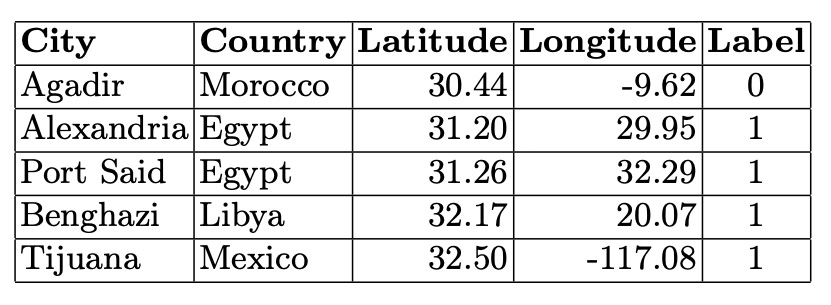 City Country Latitude Longitude Label
Agadir Morocco 30.44 -9.62 0
Alexandria Egypt 31.20 29.95 1
Port Said Egypt 31.26 32.29 1
Benghazi Libya 32.17 20.07 1
Tijuana Mexico 32.50 -117.08 1